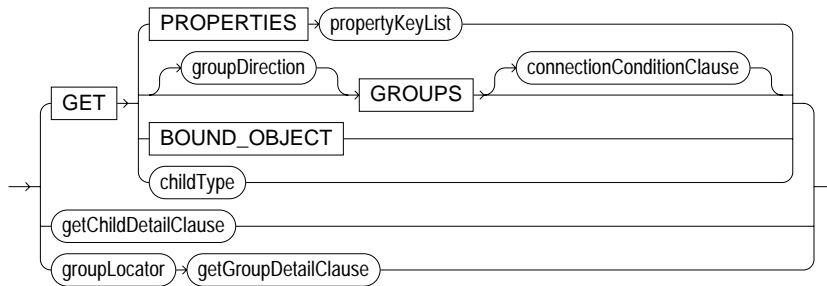 PROPERTIES propertyKeyList
groupDirection connectionConditionClause
GET GROUPS
BOUND_OBJECT
childType
getChildDetailClause
groupLocator getGroupDetailClause